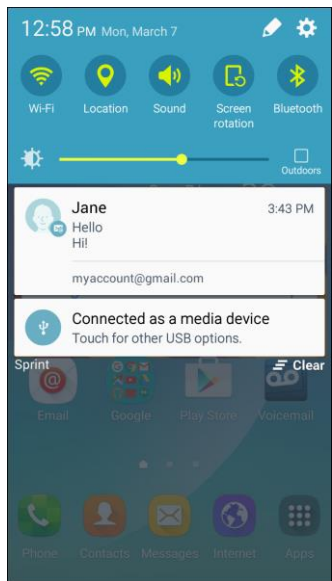 12:58 PM Mon, March 7
Wi-Fi Location Sound Screen rotation Bluetooth
Outdoors
Jane 3:43 PM
Hello
Hi!
myaccount@gmail.com
Connected as a media device
Touch for other USB options.
Sprint Clear
Email Google Play Store Voicemail
Phone Contacts Messages Internet Apps